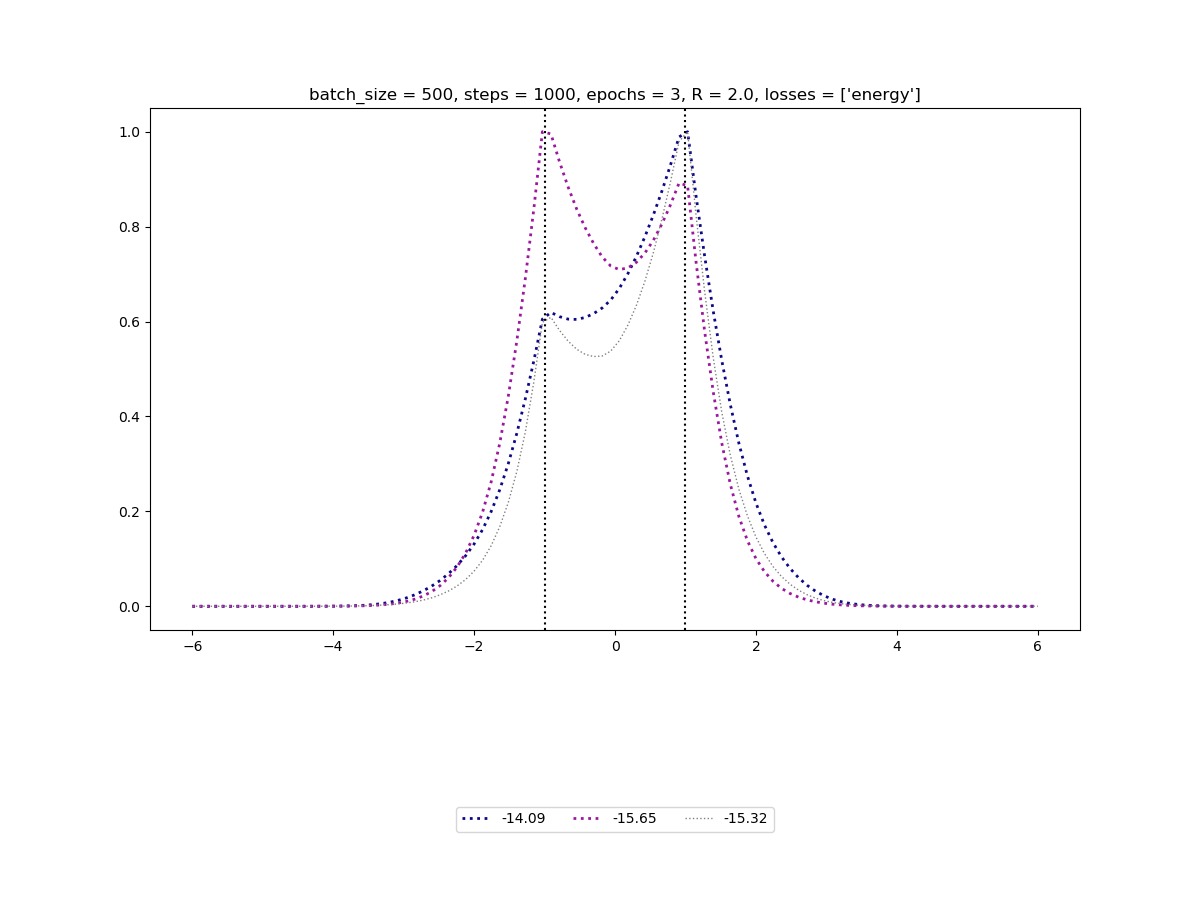 batch_size = 500, steps = 1000, epochs = 3, R = 2.0, losses = ['energy']
1.0
0.8
0.6
0.4
0.2
0.0
−6 −4 −2 0 2 4 6
-14.09 -15.65 -15.32